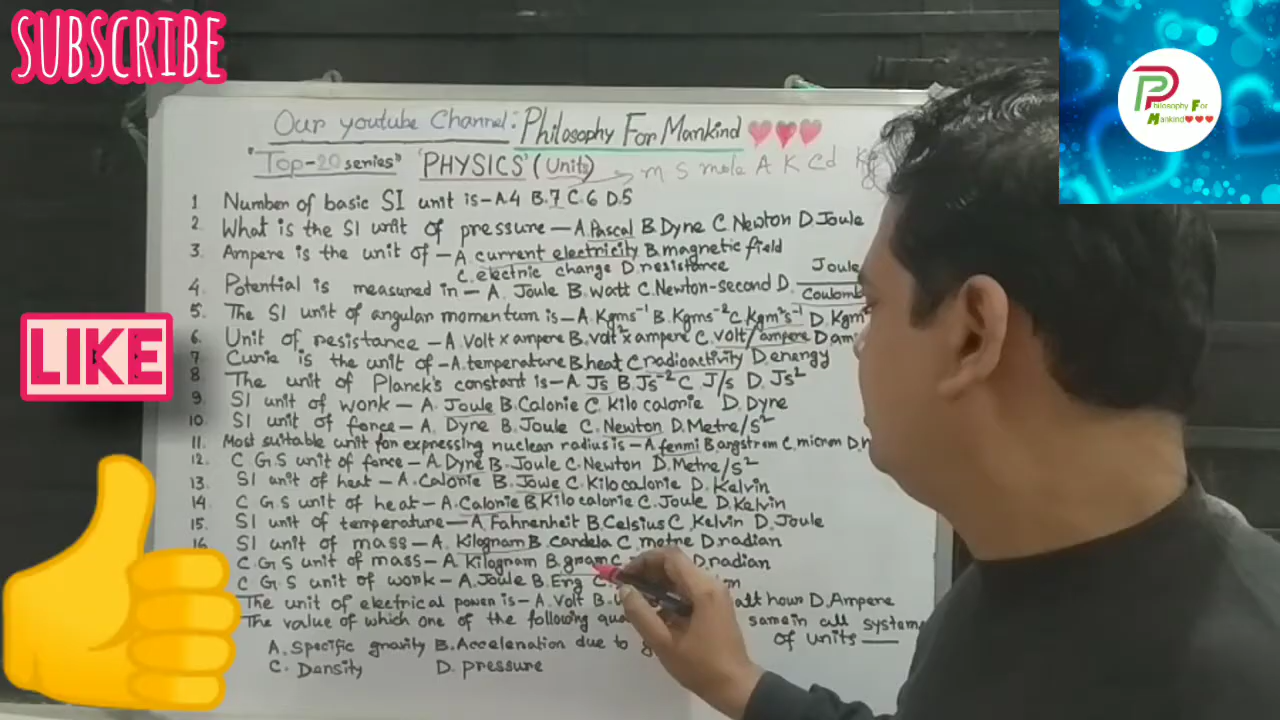 SUBSCRIBE
Our youtube Channel: Philosophy For Mankind
"Top-20 series" 'PHYSICS' (Units) m s mole A K Cd
Philosophy For Mankind
1 Number of basic SI unit is - A.4 B.7 C.6 D.5
2. What is the SI unit of pressure - A. Pascal B. Dyne C. Newton D. Joule
3. Ampere is the unit of - A current electricity B. magnetic field
C. electric change D. resistance
4. Potential is measured in - A. Joule B. watt C. Newton-second D. Joule
Coulomb
5. The SI unit of angular momentum is - A. Kgms⁻¹ B. Kgms⁻² C Kgm²s⁻¹ D. Kgm²
6. Unit of resistance - A. Volt x ampere B. volt² x ampere C. volt/ampere D
LIKE
7 Curie is the unit of - A. temperature B. heat C. radioactivity D. energy
8. The unit of Planck's constant is - A. Js B. Js⁻² C. J/s D. Js²
9. SI unit of work - A. Joule B. Calorie C. Kilo calorie D. Dyne
10. SI unit of force - A. Dyne B. Joule C. Newton D. Metre/s²
11. Most suitable unit for expressing nuclear radius is - A. fermi B. angstrom C. micron D.
12. C G.S unit of force - A. Dyne B. Joule C. Newton D. Metre/s²
13. SI unit of heat - A. Calorie B. Joule C. Kilocalorie D. Kelvin
14 C G S unit of heat - A. Calorie B. Kilo calorie C. Joule D. Kelvin
15. SI unit of temperature - A. Fahrenheit B. Celsius C. Kelvin D. Joule
16. SI unit of mass - A. Kilogram B. Candela C. metre D. radian
C.G.S unit of mass - A. Kilogram B. gram C D. radian
C G S unit of work - A. Joule B. Erg C.
The unit of electrical power is - A. Volt B. hour D. Ampere
The value of which one of the following same in all systems
of units
A. Specific gravity B. Acceleration due to
C. Density D. pressure